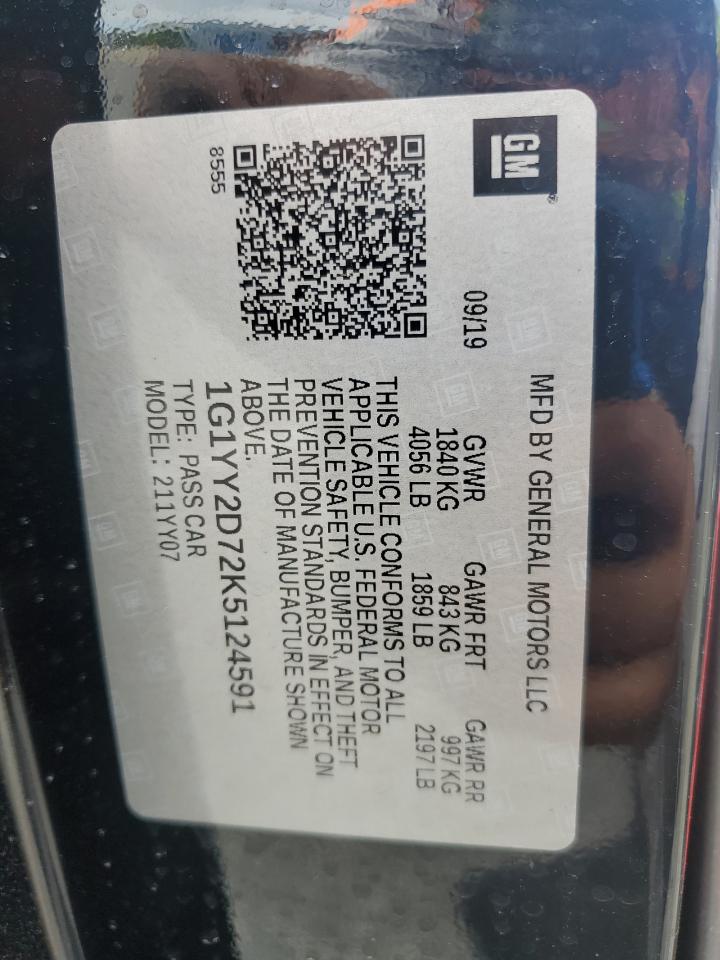 GM
MFD BY GENERAL MOTORS LLC
09/19 GVWR GAWR FRT GAWR RR
1840 KG 843 KG 997 KG
4056 LB 1859 LB 2197 LB
THIS VEHICLE CONFORMS TO ALL
APPLICABLE U.S. FEDERAL MOTOR
VEHICLE SAFETY, BUMPER, AND THEFT
PREVENTION STANDARDS IN EFFECT ON
THE DATE OF MANUFACTURE SHOWN
ABOVE.
8555
1G1YY2D72K5124591
TYPE: PASS CAR
MODEL: 211YY07